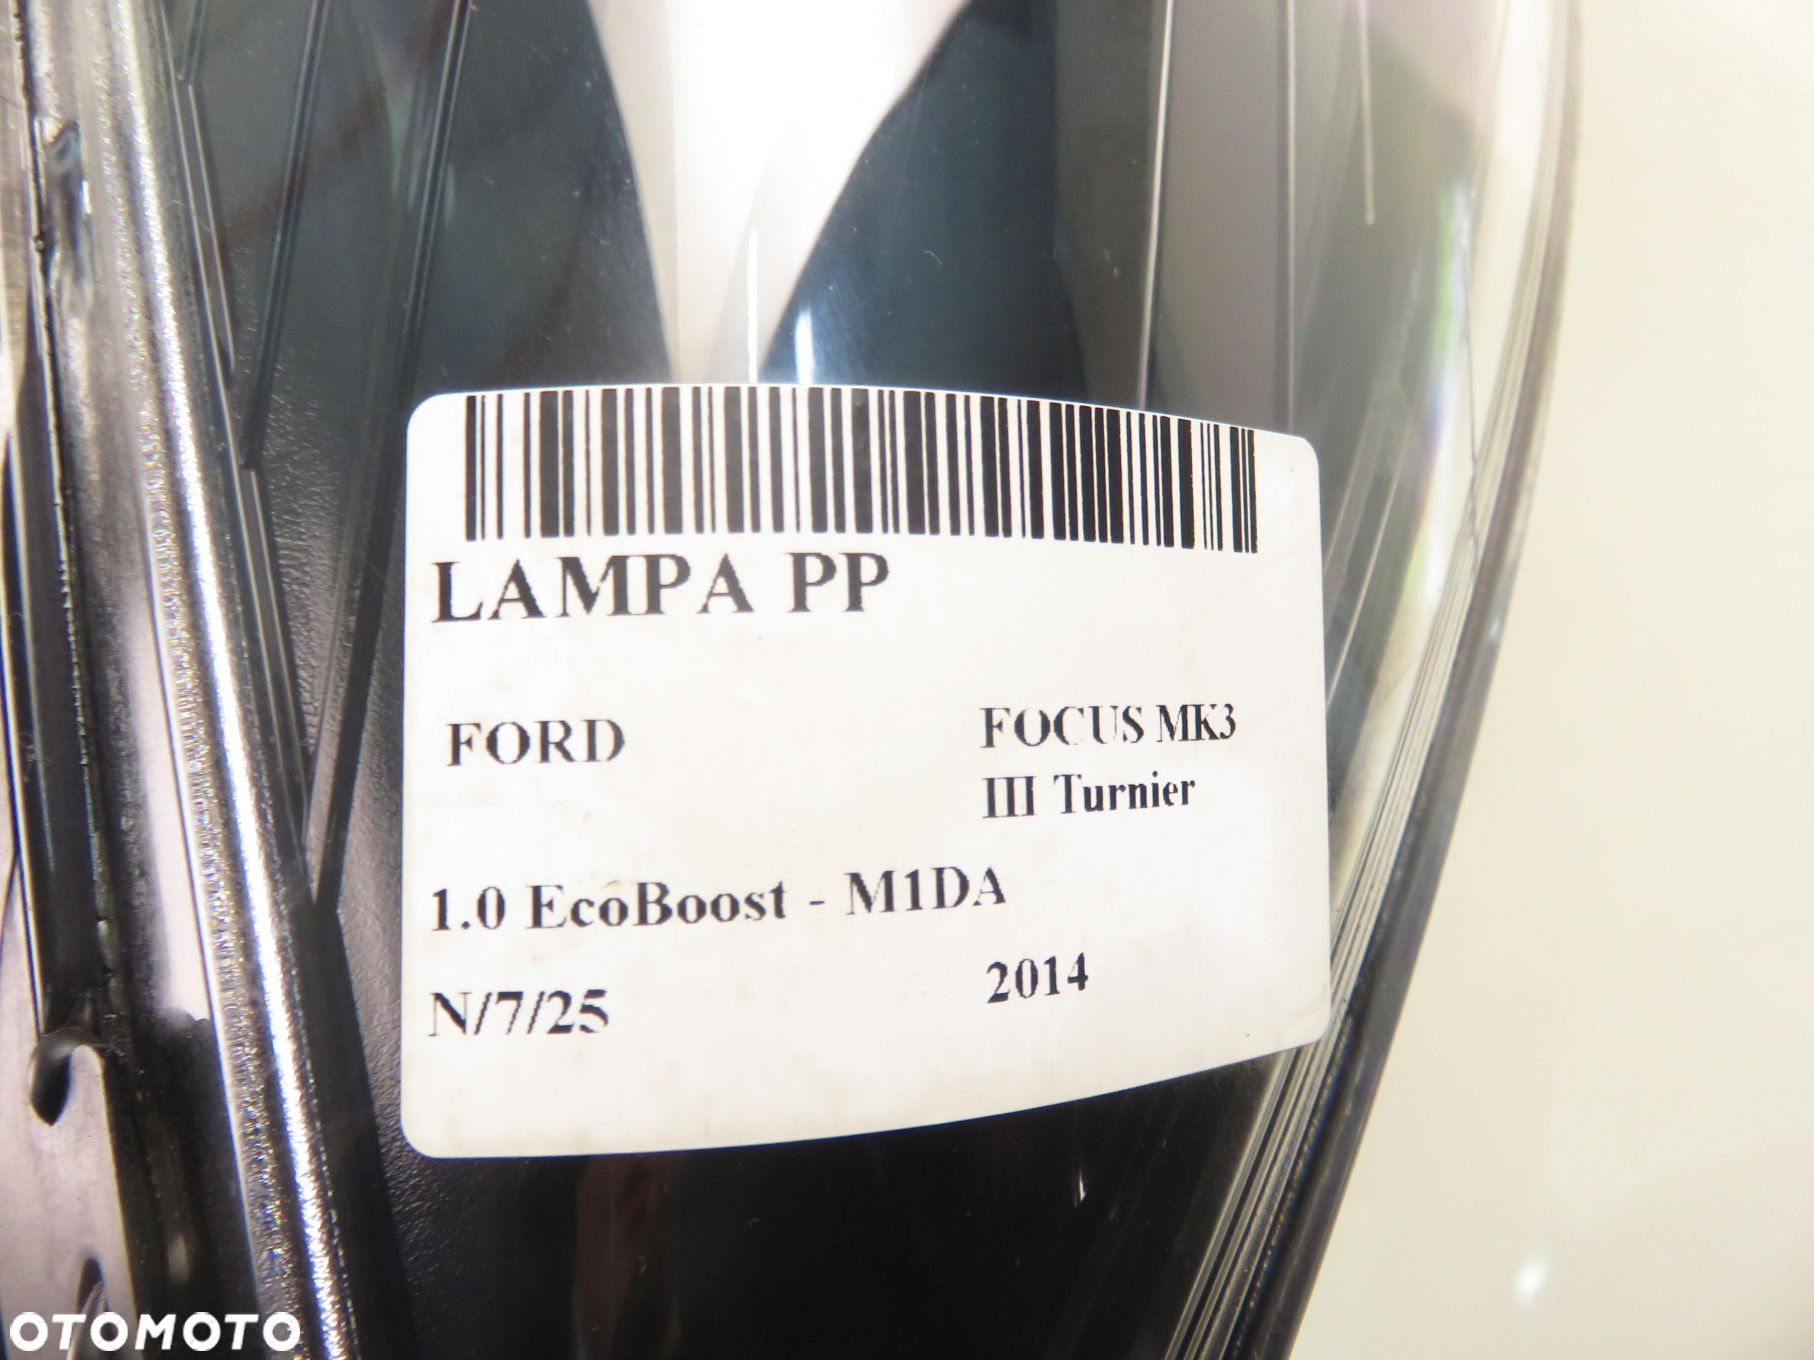 LAMPA PP
FORD
FOCUS MK3
III Turnier
1.0 EcoBoost - M1DA
N/7/25
2014
OTOMOTO